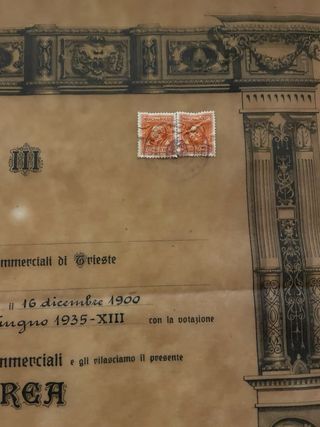 III
mmerciali di Trieste
il 16 dicembre 1900
iugno 1935-XIII con la votazione
mmerciali e gli rilasciamo il presente
REA